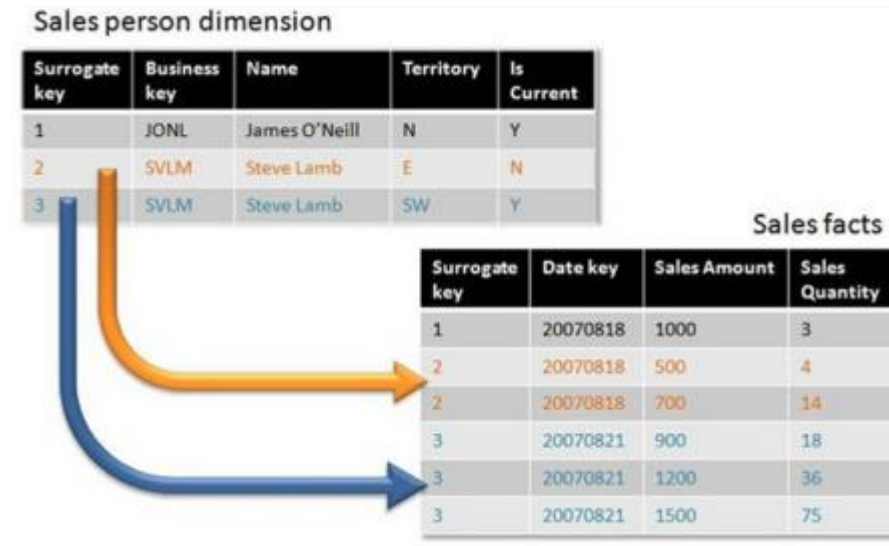 Sales person dimension
Surrogate key Business key Name Territory Is Current
1 JONL James O'Neill N Y
2 SVLM Steve Lamb E N
3 SVLM Steve Lamb SW Y
Sales facts
Surrogate key Date key Sales Amount Sales Quantity
1 20070818 1000 3
2 20070818 500 4
2 20070818 700 14
3 20070821 900 18
3 20070821 1200 36
3 20070821 1500 75